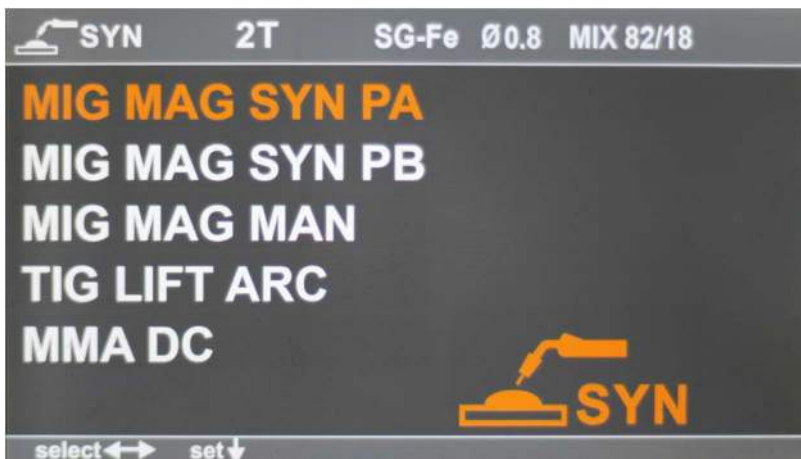 SYN 2T SG-Fe Ø0.8 MIX 82/18
MIG MAG SYN PA
MIG MAG SYN PB
MIG MAG MAN
TIG LIFT ARC
MMA DC
SYN
select set